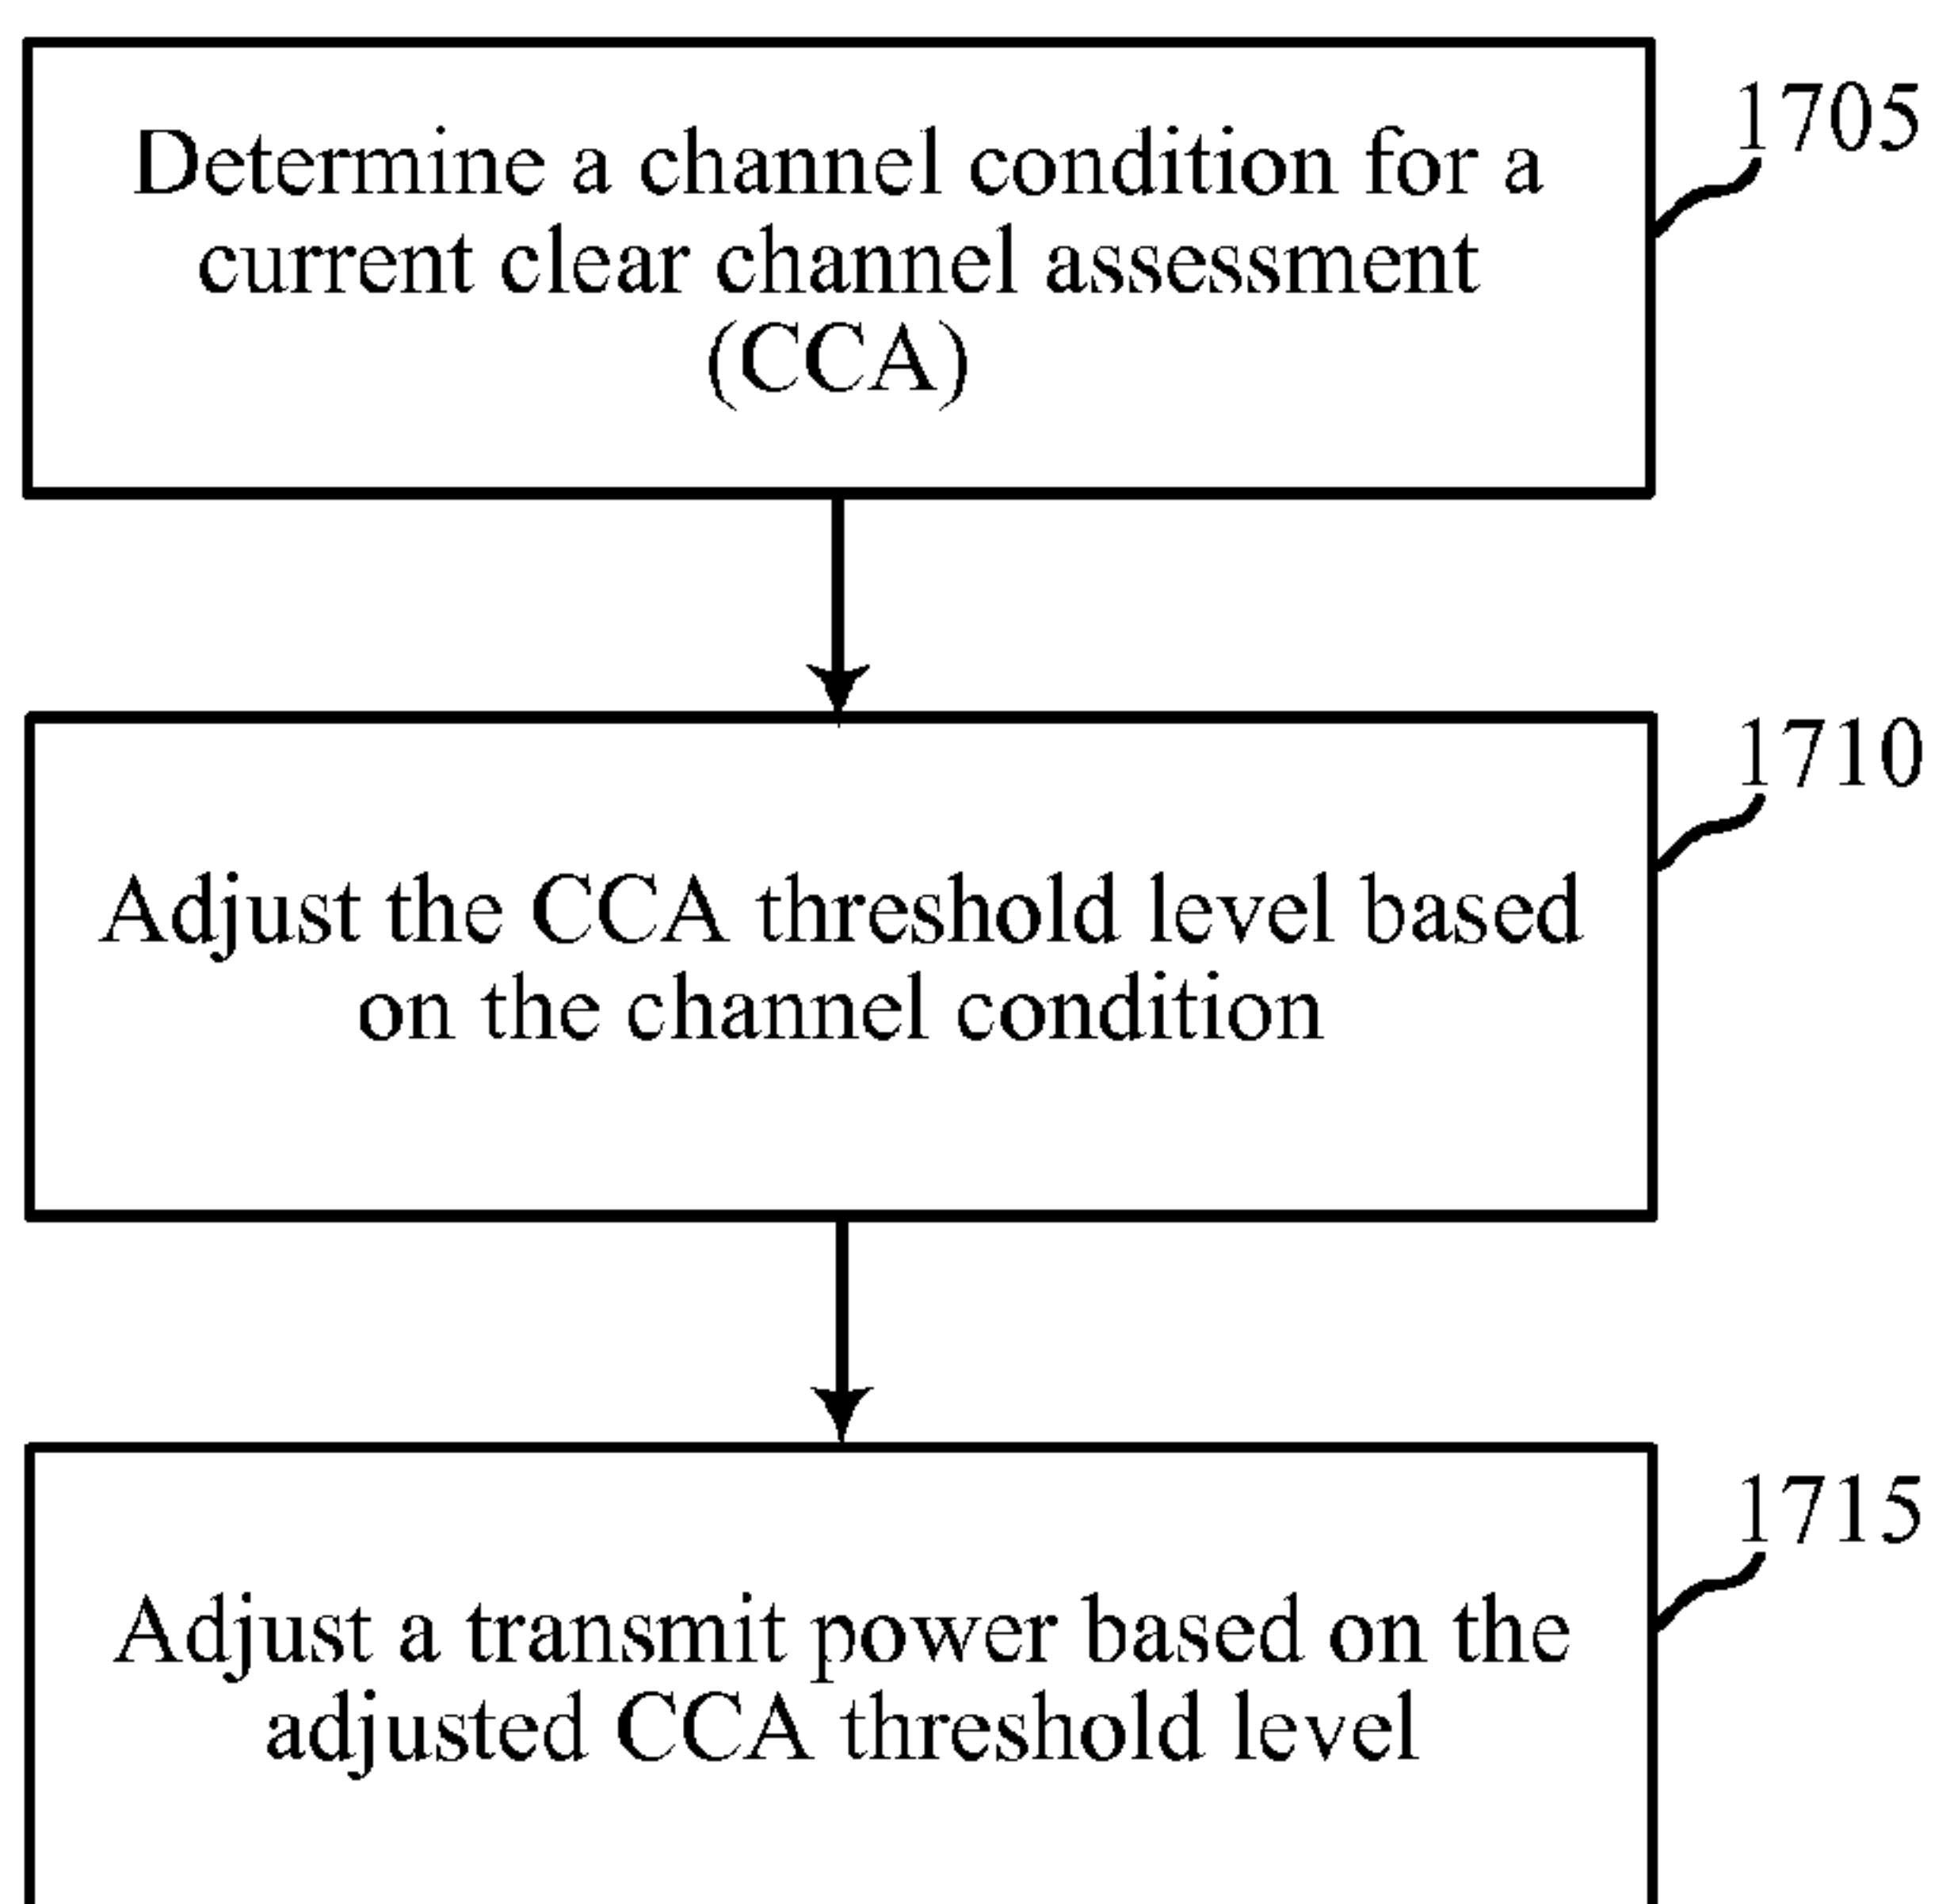 1705
Determine a channel condition for a
current clear channel assessment
(CCA)
1710
Adjust the CCA threshold level based
on the channel condition
1715
Adjust a transmit power based on the
adjusted CCA threshold level